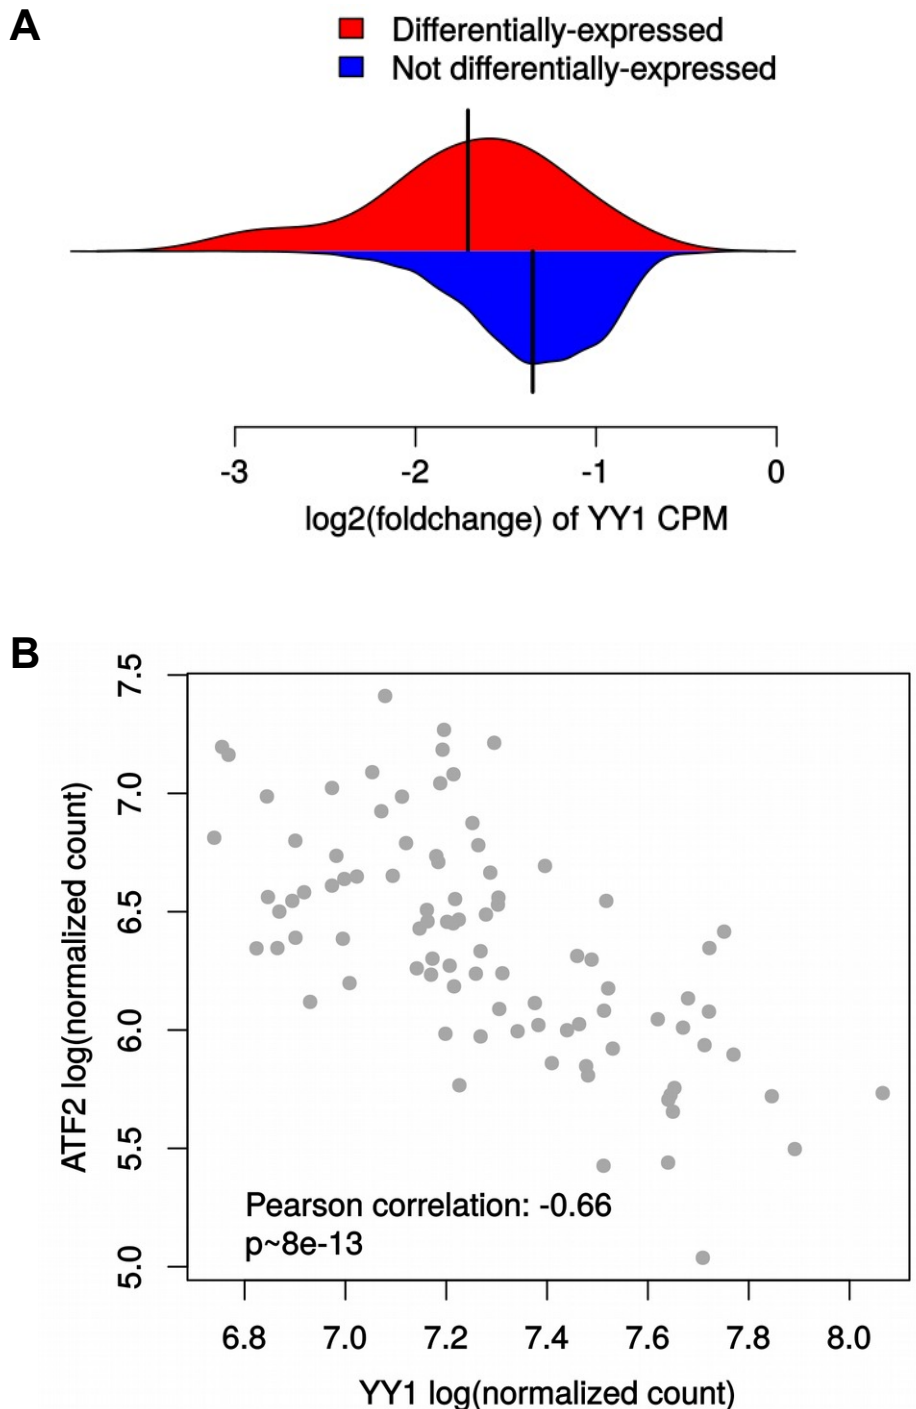 A
Differentially-expressed
Not differentially-expressed
-3 -2 -1 0
log2(foldchange) of YY1 CPM
B
ATF2 log(normalized count)
7.5
7.0
6.5
6.0
5.5
5.0
Pearson correlation: -0.66
p~8e-13
6.8 7.0 7.2 7.4 7.6 7.8 8.0
YY1 log(normalized count)